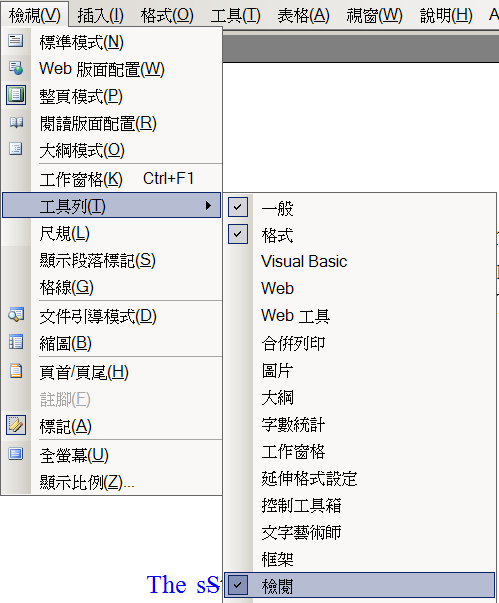 檢視(V) 插入(I) 格式(O) 工具(T) 表格(A) 視窗(W) 說明(H) A
標準模式(N)
Web 版面配置(W)
整頁模式(P)
閱讀版面配置(R)
大綱模式(O)
工作窗格(K) Ctrl+F1
工具列(T)
尺規(L)
顯示段落標記(S)
格線(G)
文件引導模式(D)
縮圖(B)
頁首/頁尾(H)
註腳(F)
標記(A)
全螢幕(U)
顯示比例(Z)...
一般
格式
Visual Basic
Web
Web 工具
合併列印
圖片
大綱
字數統計
工作窗格
延伸格式設定
控制工具箱
文字藝術師
框架
檢閱
The sS